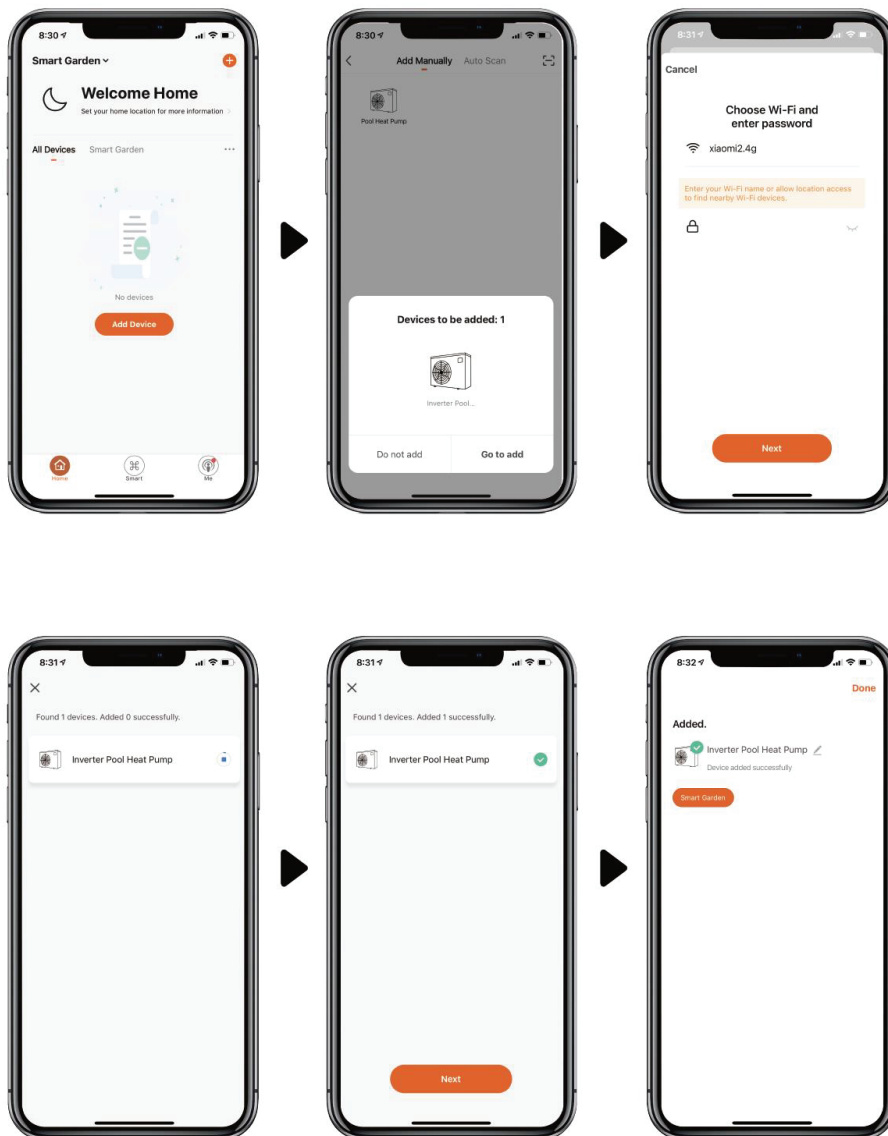 8:30
Smart Garden
Welcome Home
Set your home location for more information
All Devices Smart Garden
No devices
Add Device
Home Smart Me
8:30
Add Manually Auto Scan
Pool Heat Pump
Devices to be added: 1
Inverter Pool...
Do not add Go to add
8:31
Cancel
Choose Wi-Fi and
enter password
xiaomi2.4g
Enter your Wi-Fi name or allow location access
to find nearby Wi-Fi devices.
Next
8:31
Found 1 devices. Added 0 successfully.
Inverter Pool Heat Pump
8:31
Found 1 devices. Added 1 successfully.
Inverter Pool Heat Pump
Next
8:32
Done
Added.
Inverter Pool Heat Pump
Device added successfully
Smart Garden